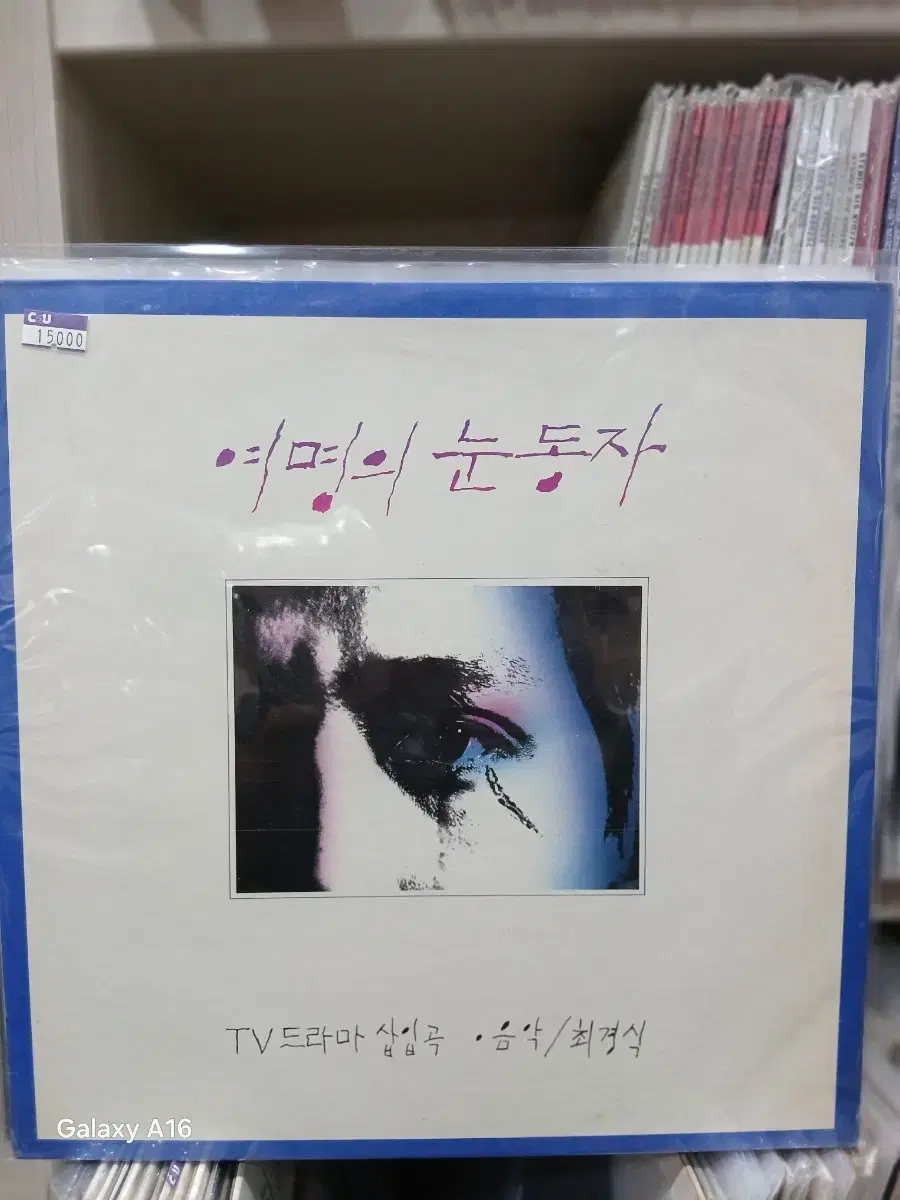 CU
15000
여명의 눈동자
TV드라마 삽입곡 • 음악/최경식
Galaxy A16